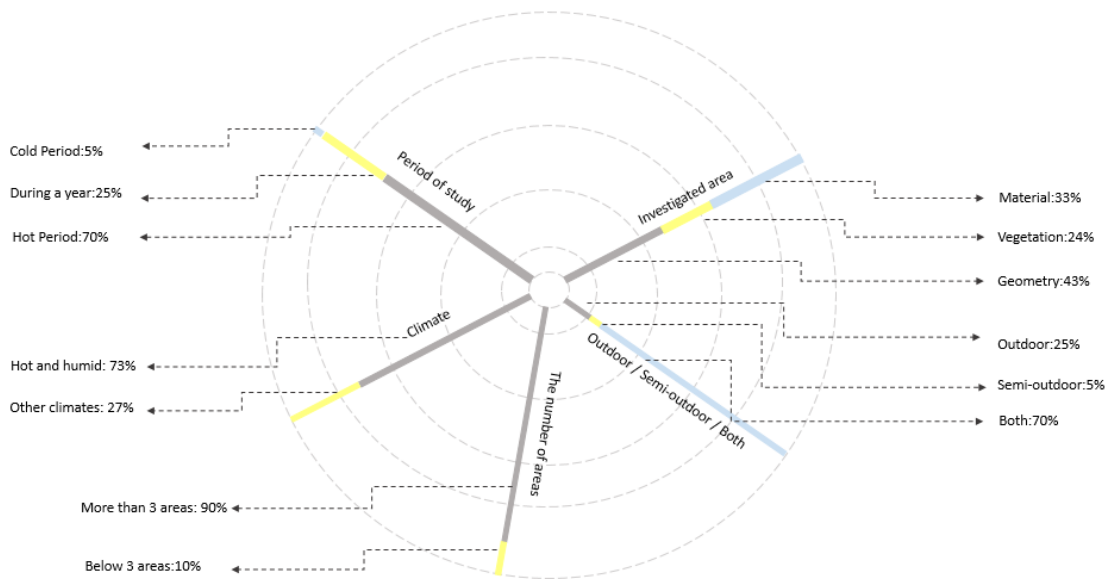 Cold Period:5%
During a year:25%
Hot Period:70%
Period of study
Investigated area
Material:33%
Vegetation:24%
Geometry:43%
Climate
Hot and humid: 73%
Other climates: 27%
Outdoor / Semi-outdoor / Both
Outdoor:25%
Semi-outdoor:5%
Both:70%
The number of areas
More than 3 areas: 90%
Below 3 areas:10%